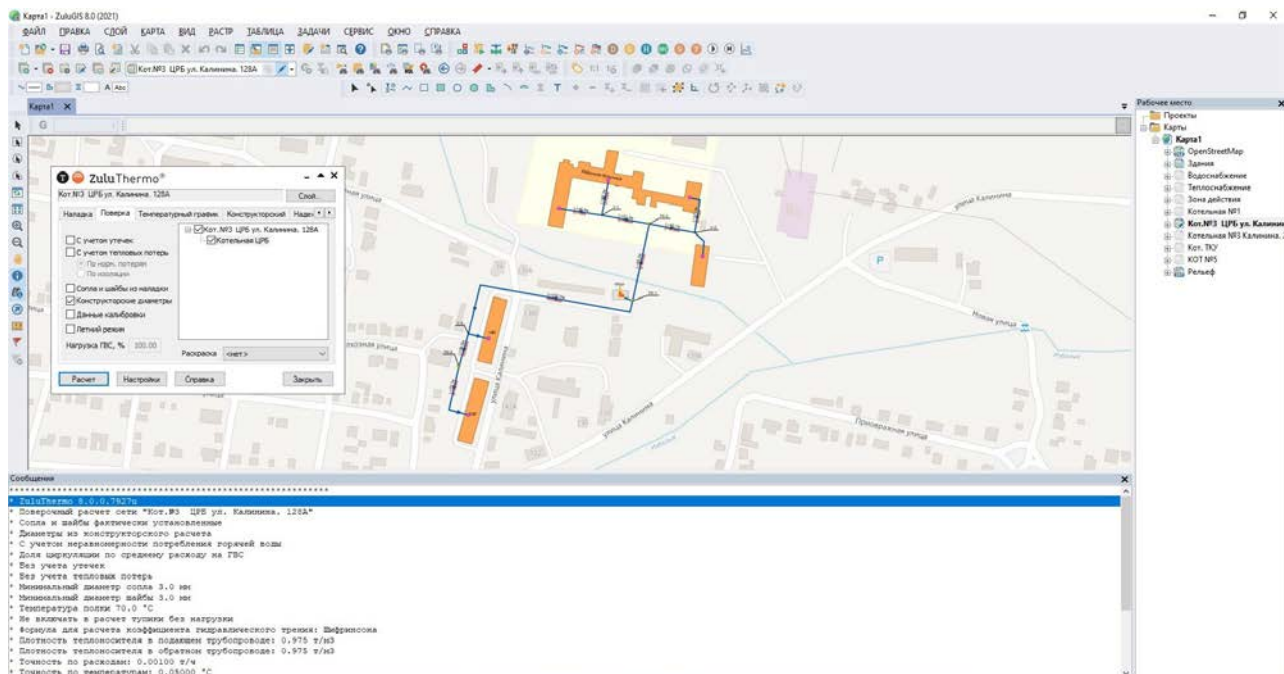 Карта1 - ZuluGIS 8.0 (2021)
ФАЙЛ ПРАВКА СЛОЙ КАРТА ВИД РАСТР ТАБЛИЦА ЗАДАЧИ СЕРВИС ОКНО СПРАВКА
Кот.№3 ЦРБ ул. Калинина. 128А
1:1
Карта1 X
ZuluThermo®
Кот.№3 ЦРБ ул. Калинина. 128А
Слой...
Наладка Поверка Температурный график Конструкторский
С учетом утечек
С учетом тепловых потерь
По норм. потерям
По изоляции
Сопла и шайбы из наладки
Конструкторские диаметры
Данные калибровки
Летний режим
Нагрузка ГВС, % 100.00
Кот.№3 ЦРБ ул. Калинина. 128А
Котельная ЦРБ
Раскраска <нет>
Расчет Настройки Справка Закрыть
улица Калинина
P
Новая улица
улица Калинина
улица Калинина
Приовражная улица
Рабочее место
Проекты
Карты
Карта1
OpenStreetMap
Здания
Водоснабжение
Теплоснабжение
Зона действия
Котельная №1
Кот.№3 ЦРБ ул. Калини
Котельная №3 Калинина.
Кот. ТКУ
КОТ №5
Рельеф
Сообщения
* ZuluThermo 8.0.0.7927u
* Поверочный расчет сети "Кот.№3 ЦРБ ул. Калинина. 128А"
* Сопла и шайбы фактически установленные
* Диаметры из конструкторского расчета
* С учетом неравномерности потребления горячей воды
* Доля циркуляции по среднему расходу на ГВС
* Без учета утечек
* Без учета тепловых потерь
* Минимальный диаметр сопла 3.0 мм
* Минимальный диаметр шайбы 3.0 мм
* Температура полки 70.0 °C
* Не включать в расчет тупики без нагрузки
* Формула для расчета коэффициента гидравлического трения: Шифринсона
* Плотность теплоносителя в подающем трубопроводе: 0.975 т/м3
* Плотность теплоносителя в обратном трубопроводе: 0.975 т/м3
* Точность по расходам: 0.00100 т/ч
* Точность по температурам: 0.05000 °C